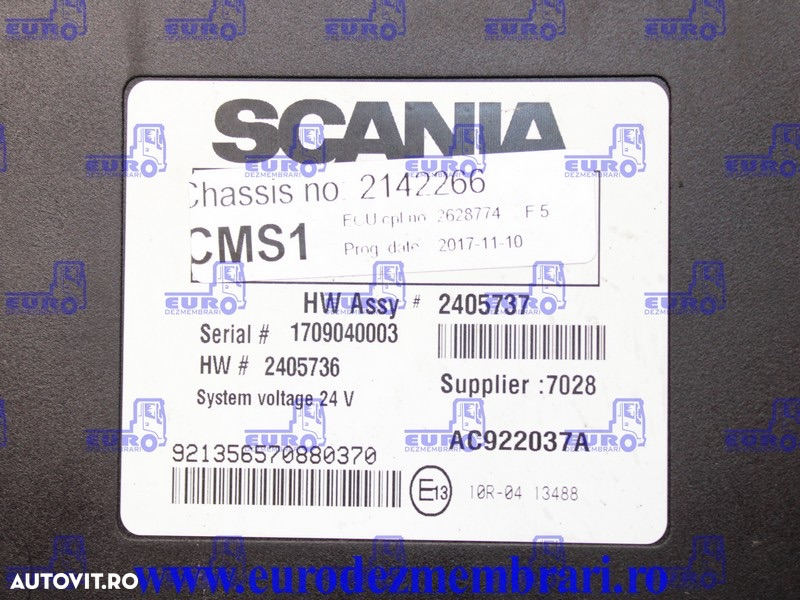 SCANIA
Chassis no: 2142266
ECU cpl.no. 2628774 F 5
CMS1
Prog. date: 2017-11-10
HW Assy # 2405737
Serial # 1709040003
HW # 2405736
Supplier :7028
System voltage 24 V
AC922037A
921356570880370
E13
10R-04 13488
AUTOVIT.RO
www.eurodezmembrari.ro
EURO
DEZMEMBRARI